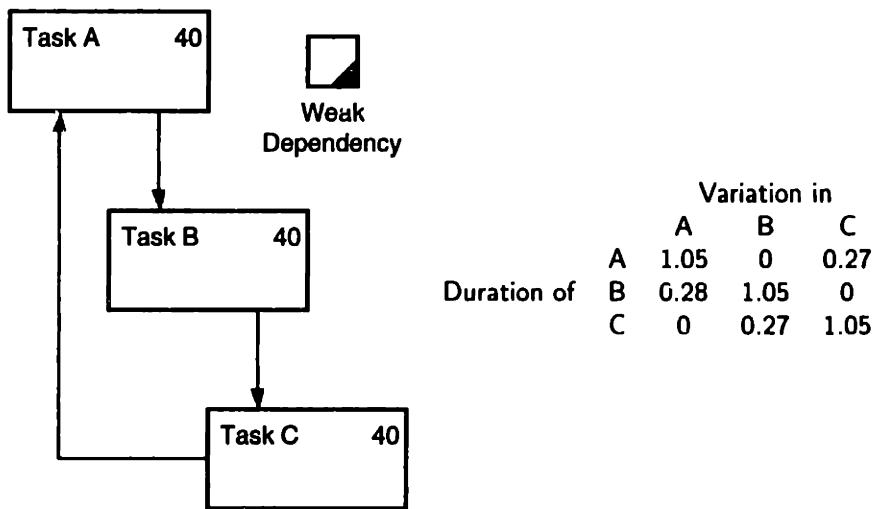 Task A 40
Weak
Dependency
Task B 40
Task C 40
Variation in
A B C
A 1.05 0 0.27
Duration of B 0.28 1.05 0
C 0 0.27 1.05